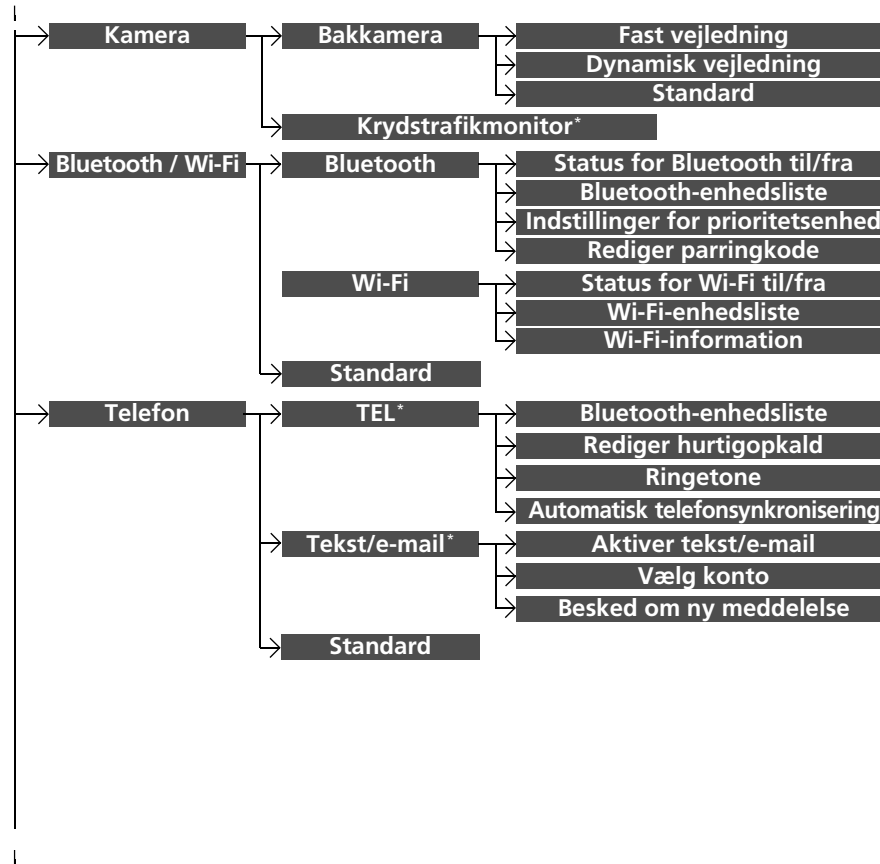 Kamera
Bakkamera
Fast vejledning
Dynamisk vejledning
Standard
Krydstrafikmonitor*
Bluetooth / Wi-Fi
Bluetooth
Status for Bluetooth til/fra
Bluetooth-enhedsliste
Indstillinger for prioritetsenhed
Rediger parringkode
Wi-Fi
Status for Wi-Fi til/fra
Wi-Fi-enhedsliste
Wi-Fi-information
Standard
Telefon
TEL*
Bluetooth-enhedsliste
Rediger hurtigopkald
Ringetone
Automatisk telefonsynkronisering
Tekst/e-mail*
Aktiver tekst/e-mail
Vælg konto
Besked om ny meddelelse
Standard